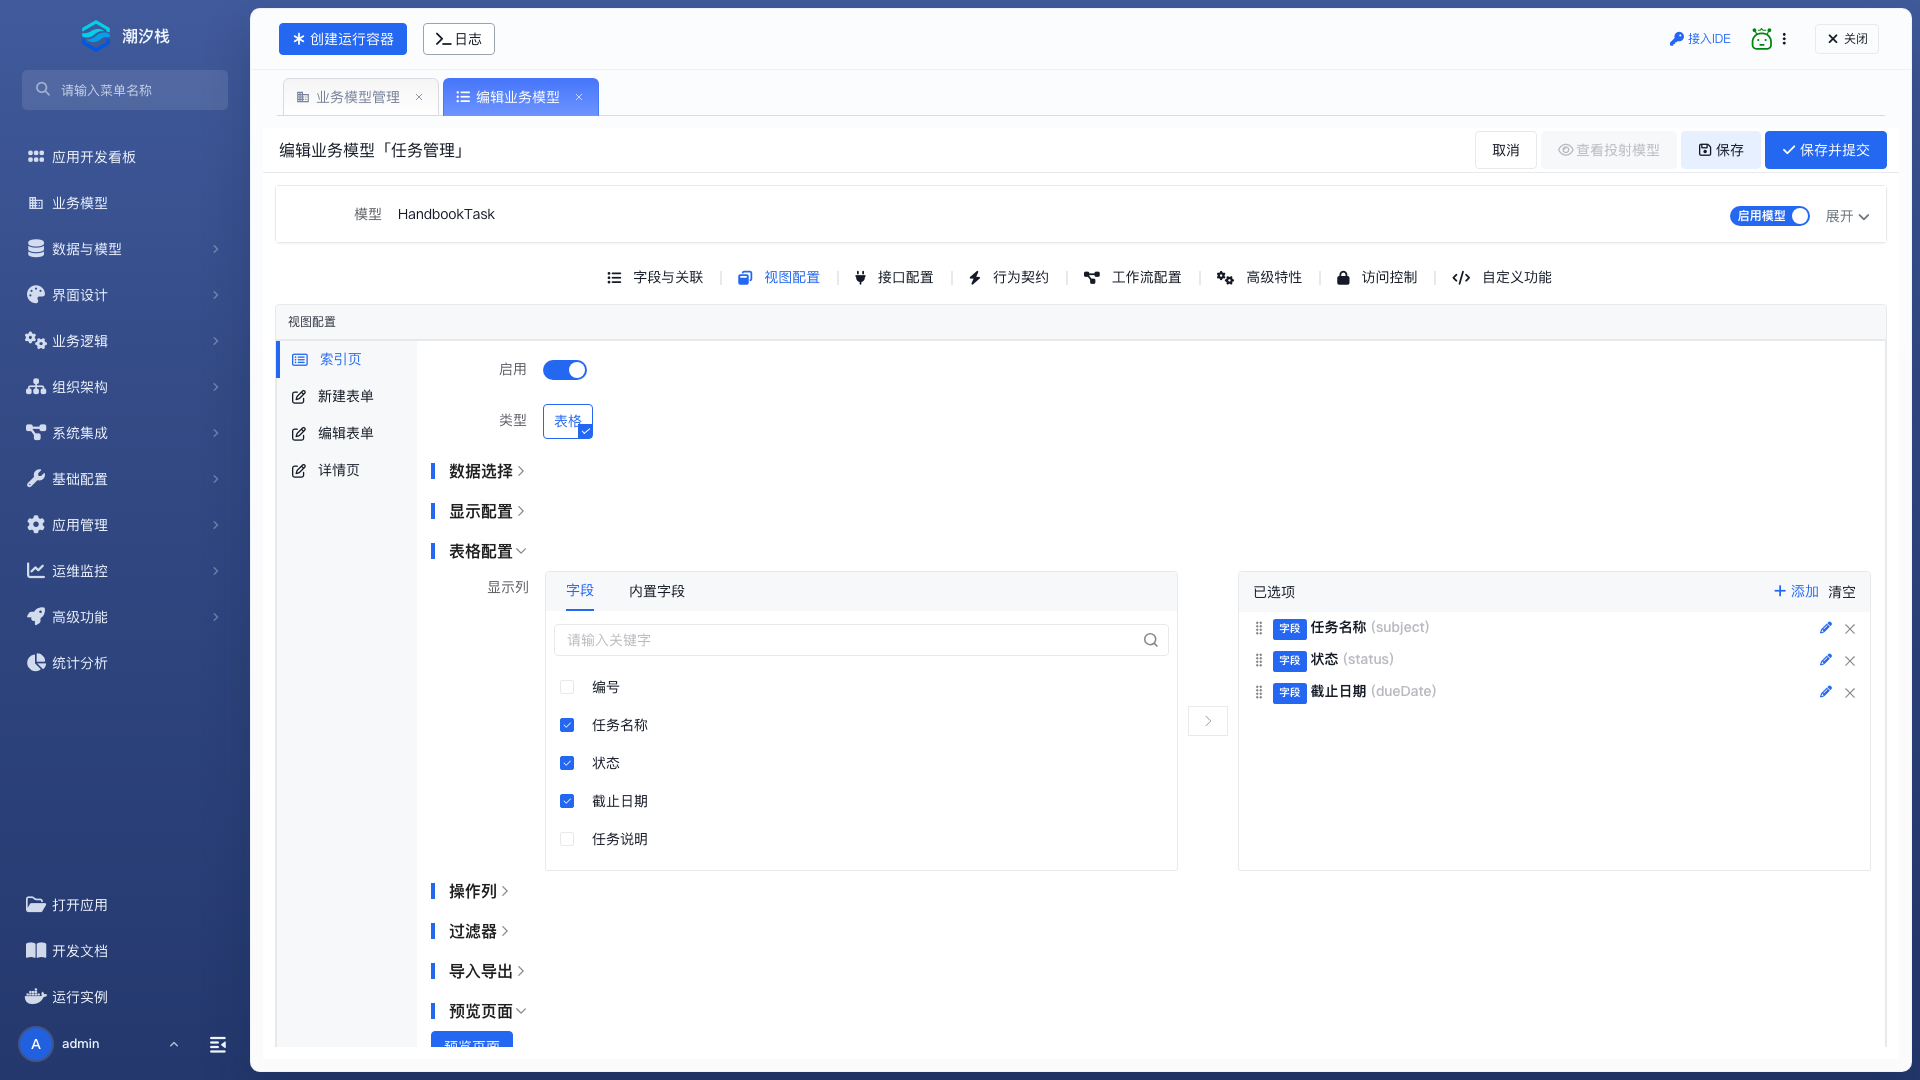 潮汐栈
请输入菜单名称
应用开发看板
业务模型
数据与模型
界面设计
业务逻辑
组织架构
系统集成
基础配置
应用管理
运维监控
高级功能
统计分析
打开应用
开发文档
运行实例
A admin
创建运行容器 日志 接入IDE 关闭
业务模型管理 编辑业务模型
编辑业务模型「任务管理」 取消 查看投射模型 保存 保存并提交
模型 HandbookTask 启用模型 展开
字段与关联 视图配置 接口配置 行为契约 工作流配置 高级特性 访问控制 自定义功能
视图配置
索引页
新建表单
编辑表单
详情页
启用
类型 表格
数据选择
显示配置
表格配置
显示列
字段 内置字段
请输入关键字
编号
任务名称
状态
截止日期
任务说明
已选项 添加 清空
字段 任务名称 (subject)
字段 状态 (status)
字段 截止日期 (dueDate)
操作列
过滤器
导入导出
预览页面
预览页面